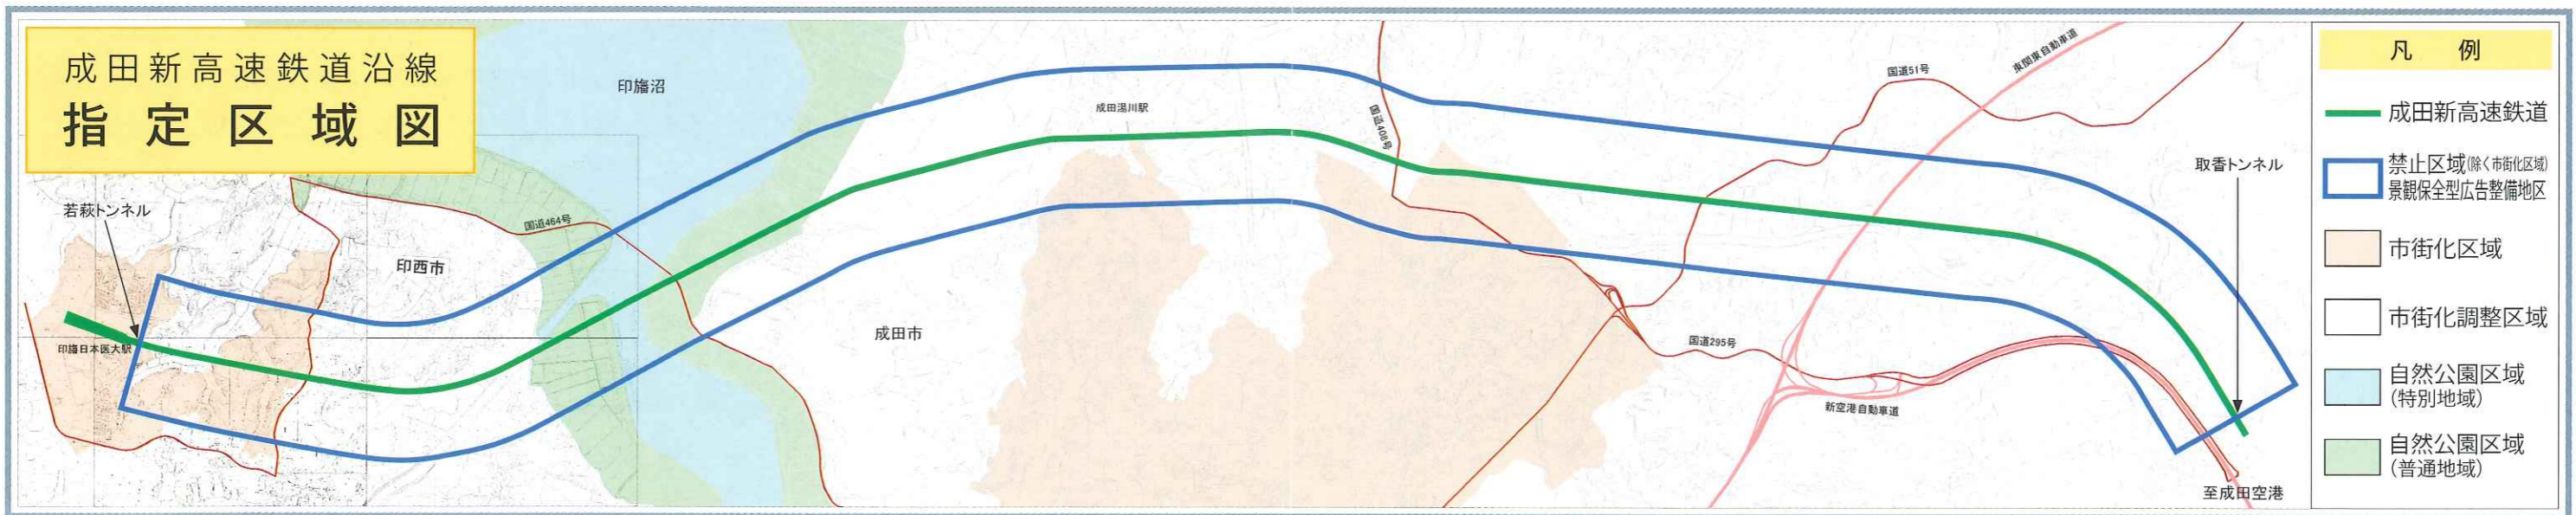 成田新高速鉄道沿線
指定区域図
印旛沼
成田湯川駅
国道408号
国道51号
東関東自動車道
取香トンネル
若萩トンネル
国道464号
印西市
印旛日本医大駅
成田市
国道295号
新空港自動車道
至成田空港
凡 例
成田新高速鉄道
禁止区域(除く市街化区域)
景観保全型広告整備地区
市街化区域
市街化調整区域
自然公園区域
(特別地域)
自然公園区域
(普通地域)